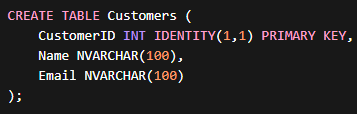 CREATE TABLE Customers (
    CustomerID INT IDENTITY(1,1) PRIMARY KEY,
    Name NVARCHAR(100),
    Email NVARCHAR(100)
);